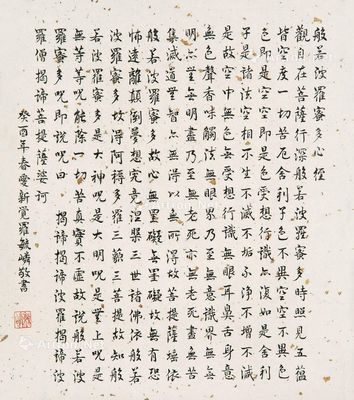 般若波羅蜜多心經
觀自在菩薩行深般若波羅蜜多時照見五蘊
皆空度一切苦厄舍利子色不異空空不異色
色即是空空即是色受想行識亦復如是舍利
子是諸法空相不生不滅不垢不淨不增不減
是故空中無色無受想行識無眼耳鼻舌身意
無色聲香味觸法無眼界乃至無意識界無無
明亦無無明盡乃至無老死亦無老死盡無苦
集滅道無智亦無得以無所得故菩提薩埵依
般若波羅蜜多故心無罣礙無罣礙故無有恐
怖遠離顛倒夢想究竟涅槃三世諸佛依般若
波羅蜜多故得阿耨多羅三藐三菩提故知般
若波羅蜜多是大神呪是大明呪是無上呪是
無等等呪能除一切苦真實不虛故說般若波
羅蜜多呪即說呪曰 揭諦揭諦波羅揭諦波
羅僧揭諦菩提薩婆訶
癸酉年春愛新覺羅毓嶙敬書